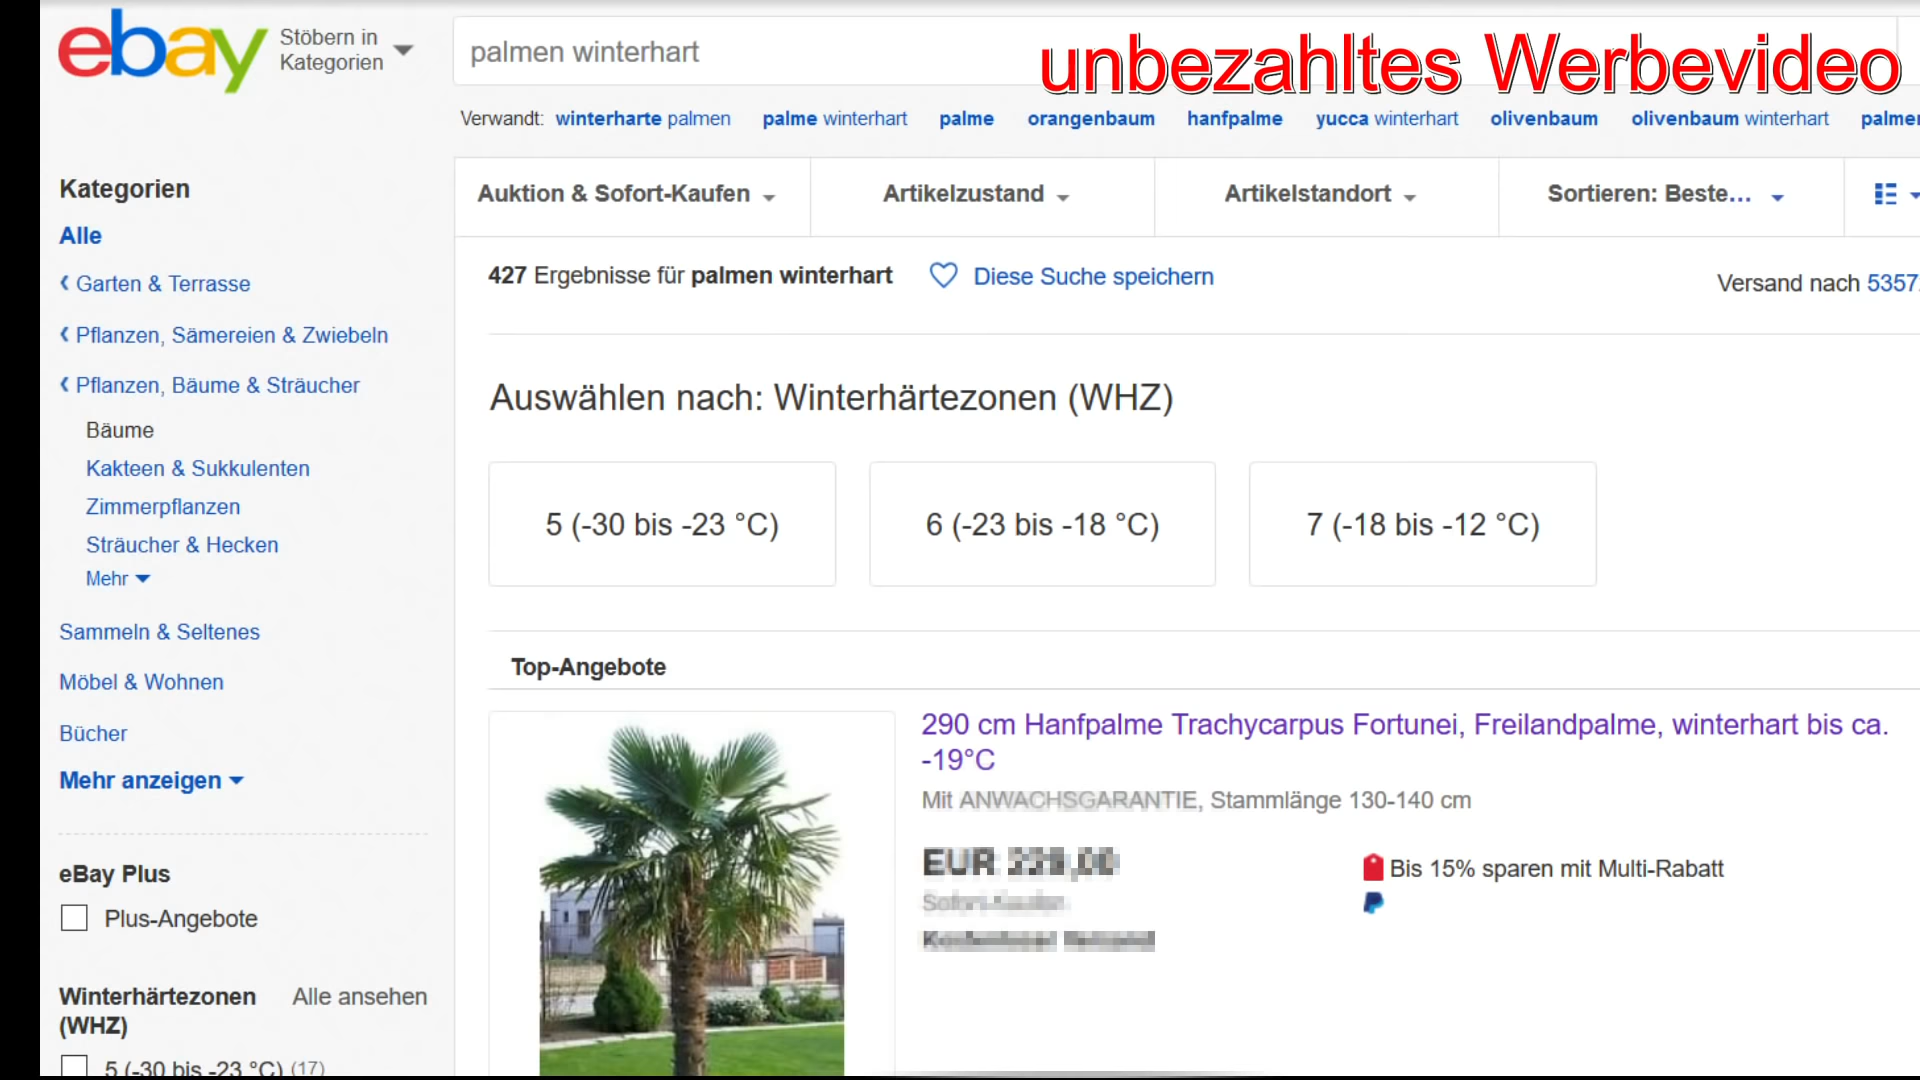 ebay
Stöbern in
Kategorien
palmen winterhart
unbezahltes Werbevideo
Verwandt: winterharte palmen palme winterhart palme orangenbaum hanfpalme yucca winterhart olivenbaum olivenbaum winterhart palmen
Kategorien
Alle
Garten & Terrasse
Pflanzen, Sämereien & Zwiebeln
Pflanzen, Bäume & Sträucher
Bäume
Kakteen & Sukkulenten
Zimmerpflanzen
Sträucher & Hecken
Mehr
Sammeln & Seltenes
Möbel & Wohnen
Bücher
Mehr anzeigen
eBay Plus
Plus-Angebote
Winterhärtezonen
(WHZ)
Alle ansehen
5 (-30 bis -23 °C) (17)
Auktion & Sofort-Kaufen Artikelzustand Artikelstandort Sortieren: Beste...
427 Ergebnisse für palmen winterhart Diese Suche speichern
Versand nach 5357
Auswählen nach: Winterhärtezonen (WHZ)
5 (-30 bis -23 °C) 6 (-23 bis -18 °C) 7 (-18 bis -12 °C)
Top-Angebote
290 cm Hanfpalme Trachycarpus Fortunei, Freilandpalme, winterhart bis ca.
-19°C
Mit ANWACHSGARANTIE, Stammlänge 130-140 cm
EUR
Bis 15% sparen mit Multi-Rabatt